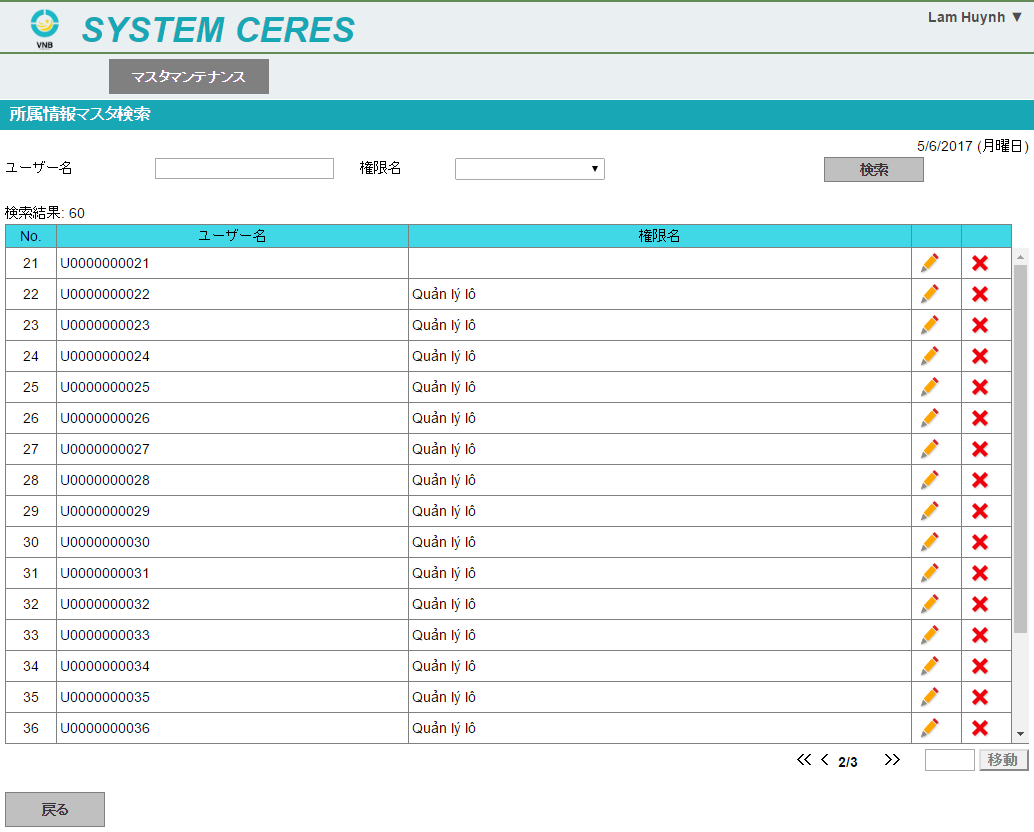 VNB
SYSTEM CERES
Lam Huynh ▼
マスタマンテナンス
所属情報マスタ検索
5/6/2017 (月曜日)
ユーザー名 権限名 検索
検索結果: 60
No. ユーザー名 権限名
21 U0000000021
22 U0000000022 Quản lý lô
23 U0000000023 Quản lý lô
24 U0000000024 Quản lý lô
25 U0000000025 Quản lý lô
26 U0000000026 Quản lý lô
27 U0000000027 Quản lý lô
28 U0000000028 Quản lý lô
29 U0000000029 Quản lý lô
30 U0000000030 Quản lý lô
31 U0000000031 Quản lý lô
32 U0000000032 Quản lý lô
33 U0000000033 Quản lý lô
34 U0000000034 Quản lý lô
35 U0000000035 Quản lý lô
36 U0000000036 Quản lý lô
<< < 2/3 >> 移動
戻る